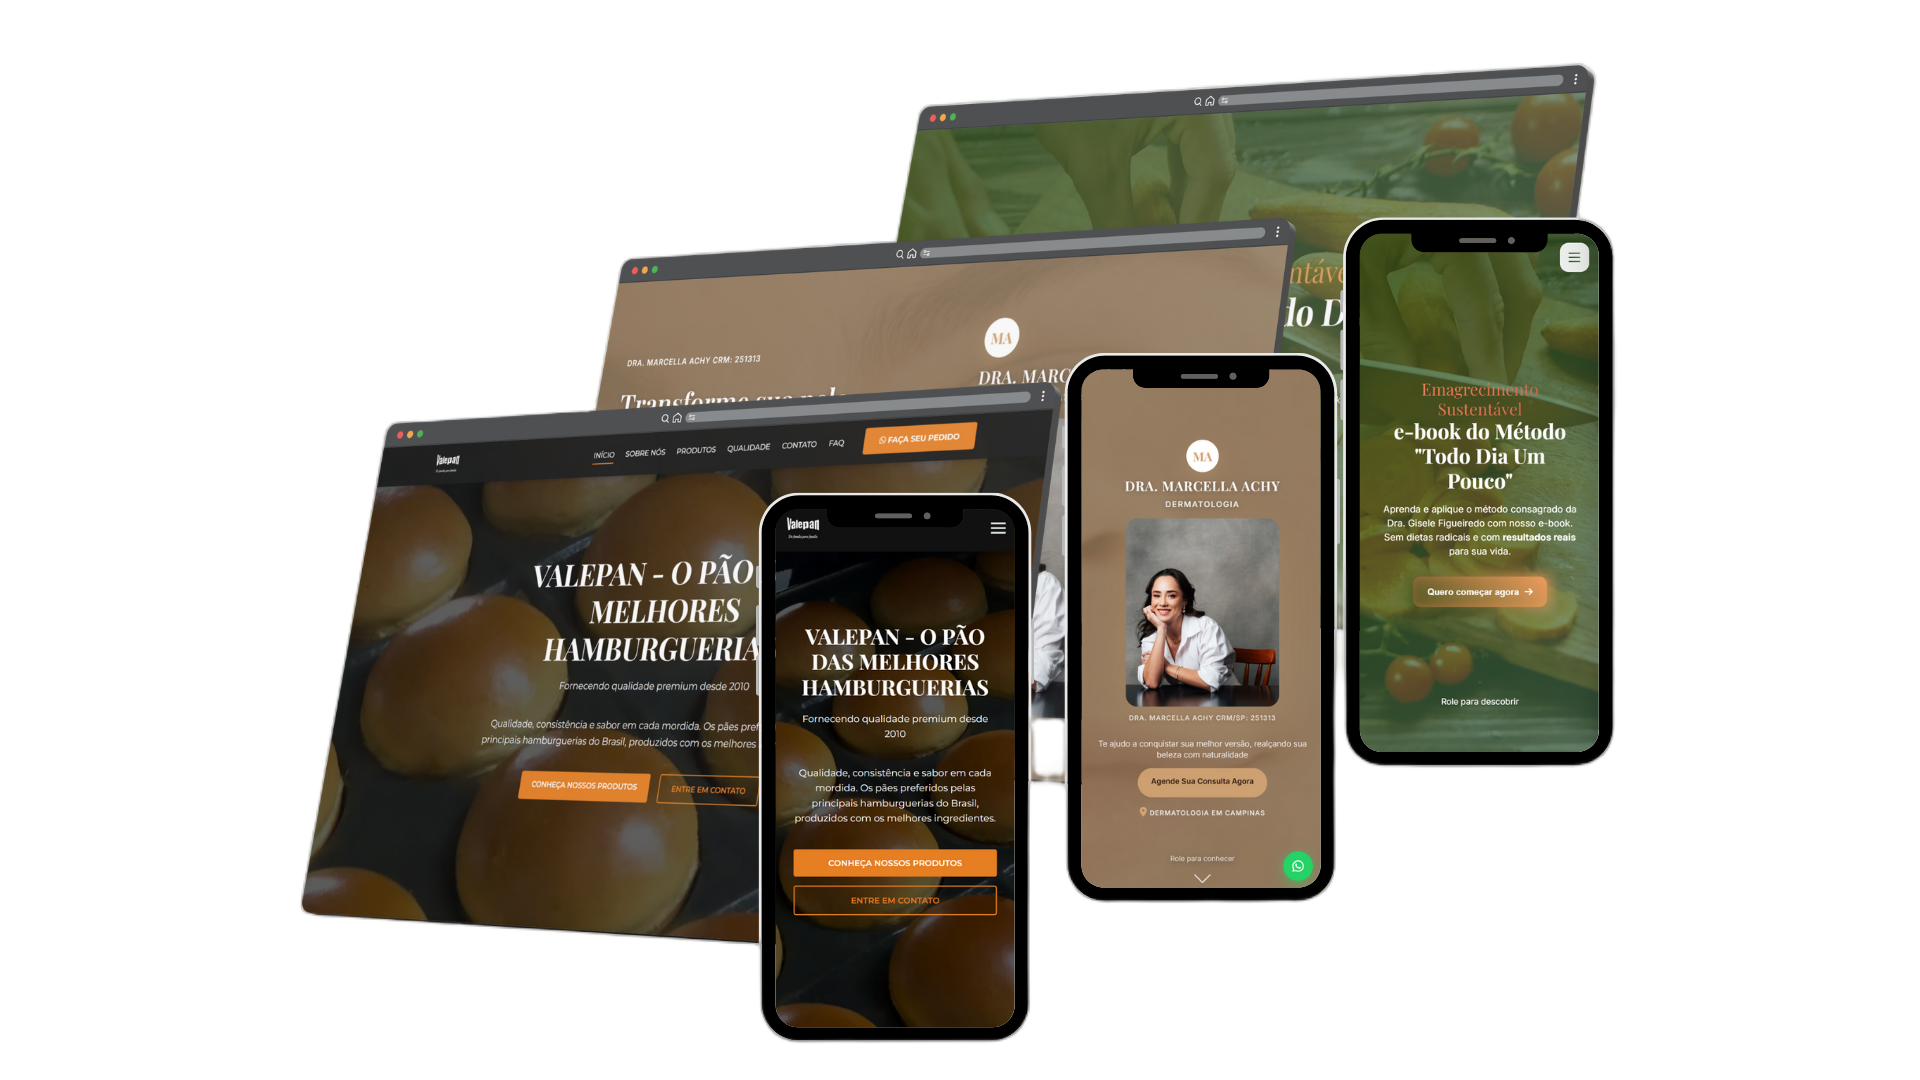 ntáve
do D
DRA. MARCELLA ACHY CRM: 251313
MA
DRA. MARC
Transforme sua pele
Valepan
INÍCIO
SOBRE NÓS
PRODUTOS
QUALIDADE
CONTATO
FAQ
FAÇA SEU PEDIDO
VALEPAN - O PÃO
MELHORES
HAMBURGUERIA
Fornecendo qualidade premium desde 2010
Qualidade, consistência e sabor em cada mordida. Os pães pref
principais hamburguerias do Brasil, produzidos com os melhores
CONHEÇA NOSSOS PRODUTOS
ENTRE EM CONTATO
Valepan
De família para família
VALEPAN - O PÃO
DAS MELHORES
HAMBURGUERIAS
Fornecendo qualidade premium desde
2010
Qualidade, consistência e sabor em cada
mordida. Os pães preferidos pelas
principais hamburguerias do Brasil,
produzidos com os melhores ingredientes.
CONHEÇA NOSSOS PRODUTOS
ENTRE EM CONTATO
MA
DRA. MARCELLA ACHY
DERMATOLOGIA
DRA. MARCELLA ACHY CRM/SP: 251313
Te ajudo a conquistar sua melhor versão, realçando sua
beleza com naturalidade
Agende Sua Consulta Agora
DERMATOLOGIA EM CAMPINAS
Role para conhecer
Emagrecimento
Sustentável
e-book do Método
"Todo Dia Um
Pouco"
Aprenda e aplique o método consagrado da
Dra. Gisele Figueiredo com nosso e-book.
Sem dietas radicais e com resultados reais
para sua vida.
Quero começar agora →
Role para descobrir